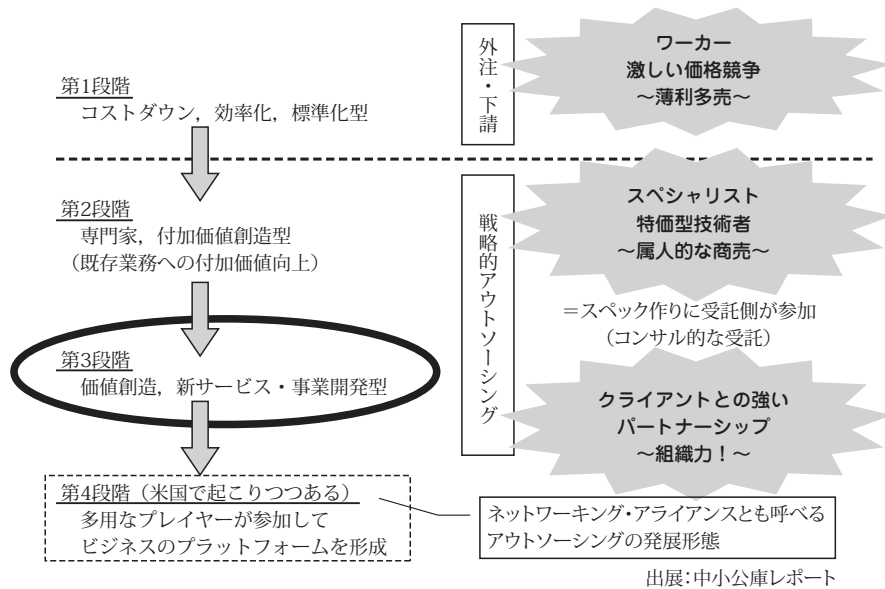 第1段階
コストダウン，効率化，標準化型
外注・下請
ワーカー
激しい価格競争
～薄利多売～
第2段階
専門家，付加価値創造型
（既存業務への付加価値向上）
戦略的アウトソーシング
スペシャリスト
特価型技術者
～属人的な商売～
＝スペック作りに受託側が参加
（コンサル的な受託）
第3段階
価値創造，新サービス・事業開発型
クライアントとの強い
パートナーシップ
～組織力！～
第4段階（米国で起こりつつある）
多用なプレイヤーが参加して
ビジネスのプラットフォームを形成
ネットワーキング・アライアンスとも呼べる
アウトソーシングの発展形態
出展：中小公庫レポート